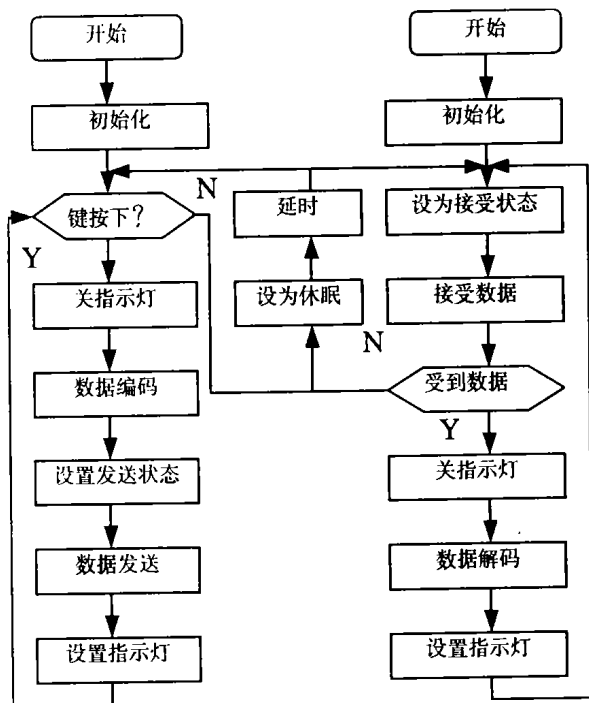 开始
初始化
键按下?
Y
关指示灯
数据编码
设置发送状态
数据发送
设置指示灯
N
延时
设为休眠
开始
初始化
设为接受状态
接受数据
N
受到数据
Y
关指示灯
数据解码
设置指示灯